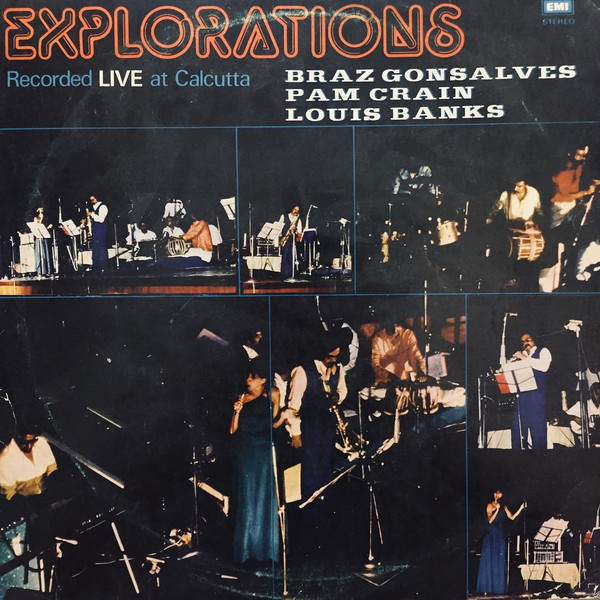 EXPLORATIONS
EMI
STEREO
Recorded LIVE at Calcutta
BRAZ GONSALVES
PAM CRAIN
LOUIS BANKS